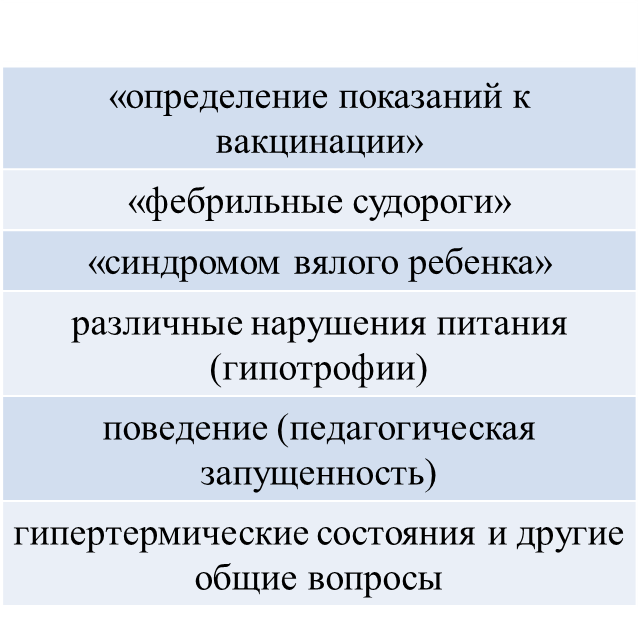 «определение показаний к
вакцинации»
«фебрильные судороги»
«синдромом вялого ребенка»
различные нарушения питания
(гипотрофии)
поведение (педагогическая
запущенность)
гипертермические состояния и другие
общие вопросы